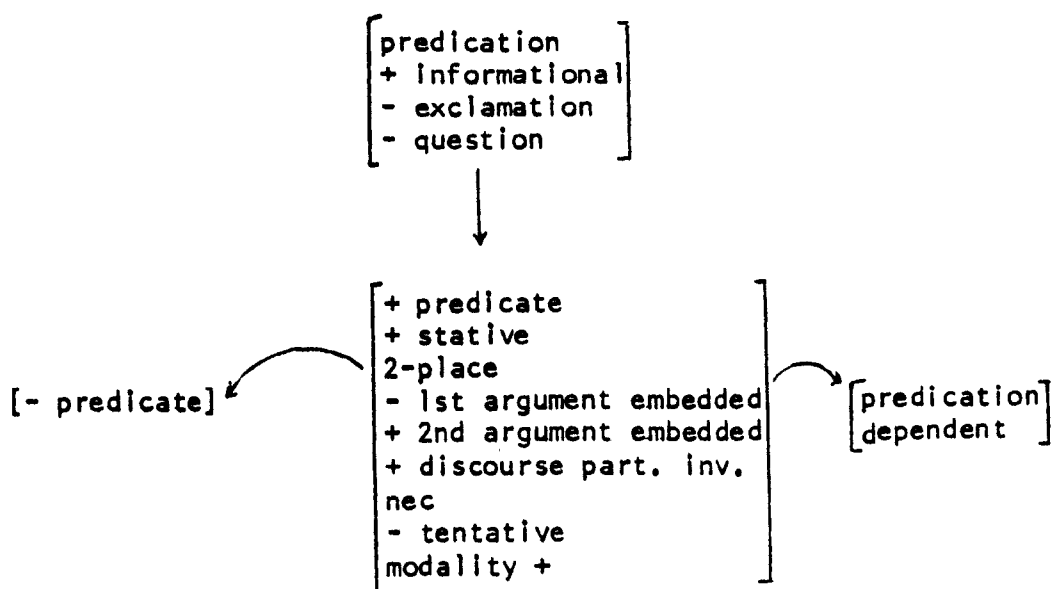 predication
+ informational
- exclamation
- question
+ predicate
+ stative
2-place
- 1st argument embedded
+ 2nd argument embedded
+ discourse part. inv.
nec
- tentative
modality +
[- predicate]
predication
dependent